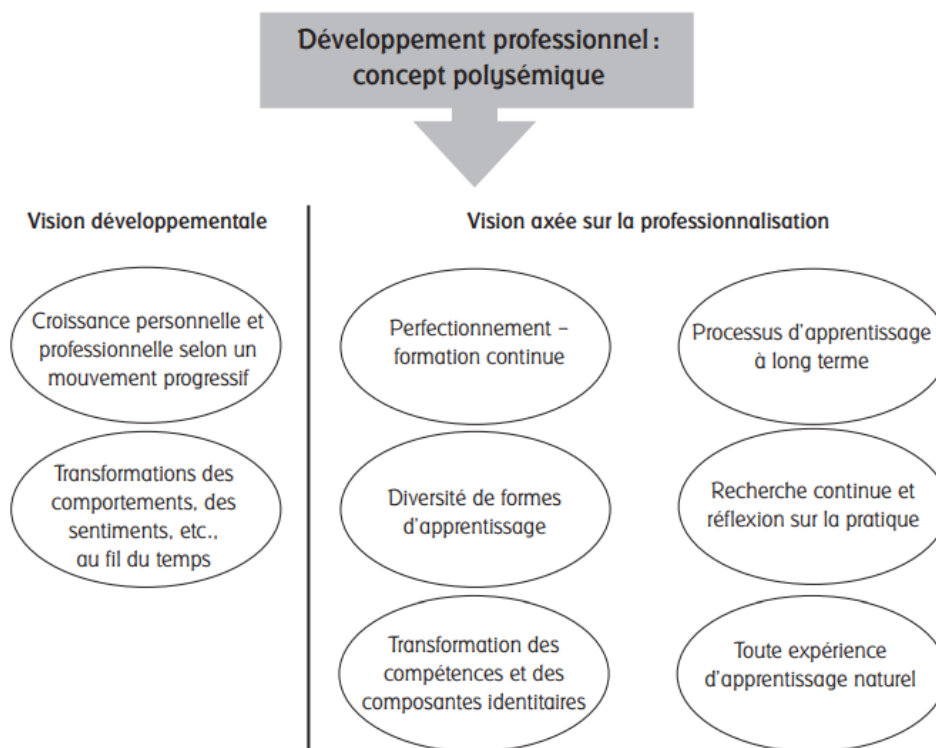 Développement professionnel :
concept polysémique
Vision développementale
Croissance personnelle et
professionnelle selon un
mouvement progressif
Transformations des
comportements, des
sentiments, etc.,
au fil du temps
Vision axée sur la professionnalisation
Perfectionnement –
formation continue
Processus d'apprentissage
à long terme
Diversité de formes
d'apprentissage
Recherche continue et
réflexion sur la pratique
Transformation des
compétences et des
composantes identitaires
Toute expérience
d'apprentissage naturel